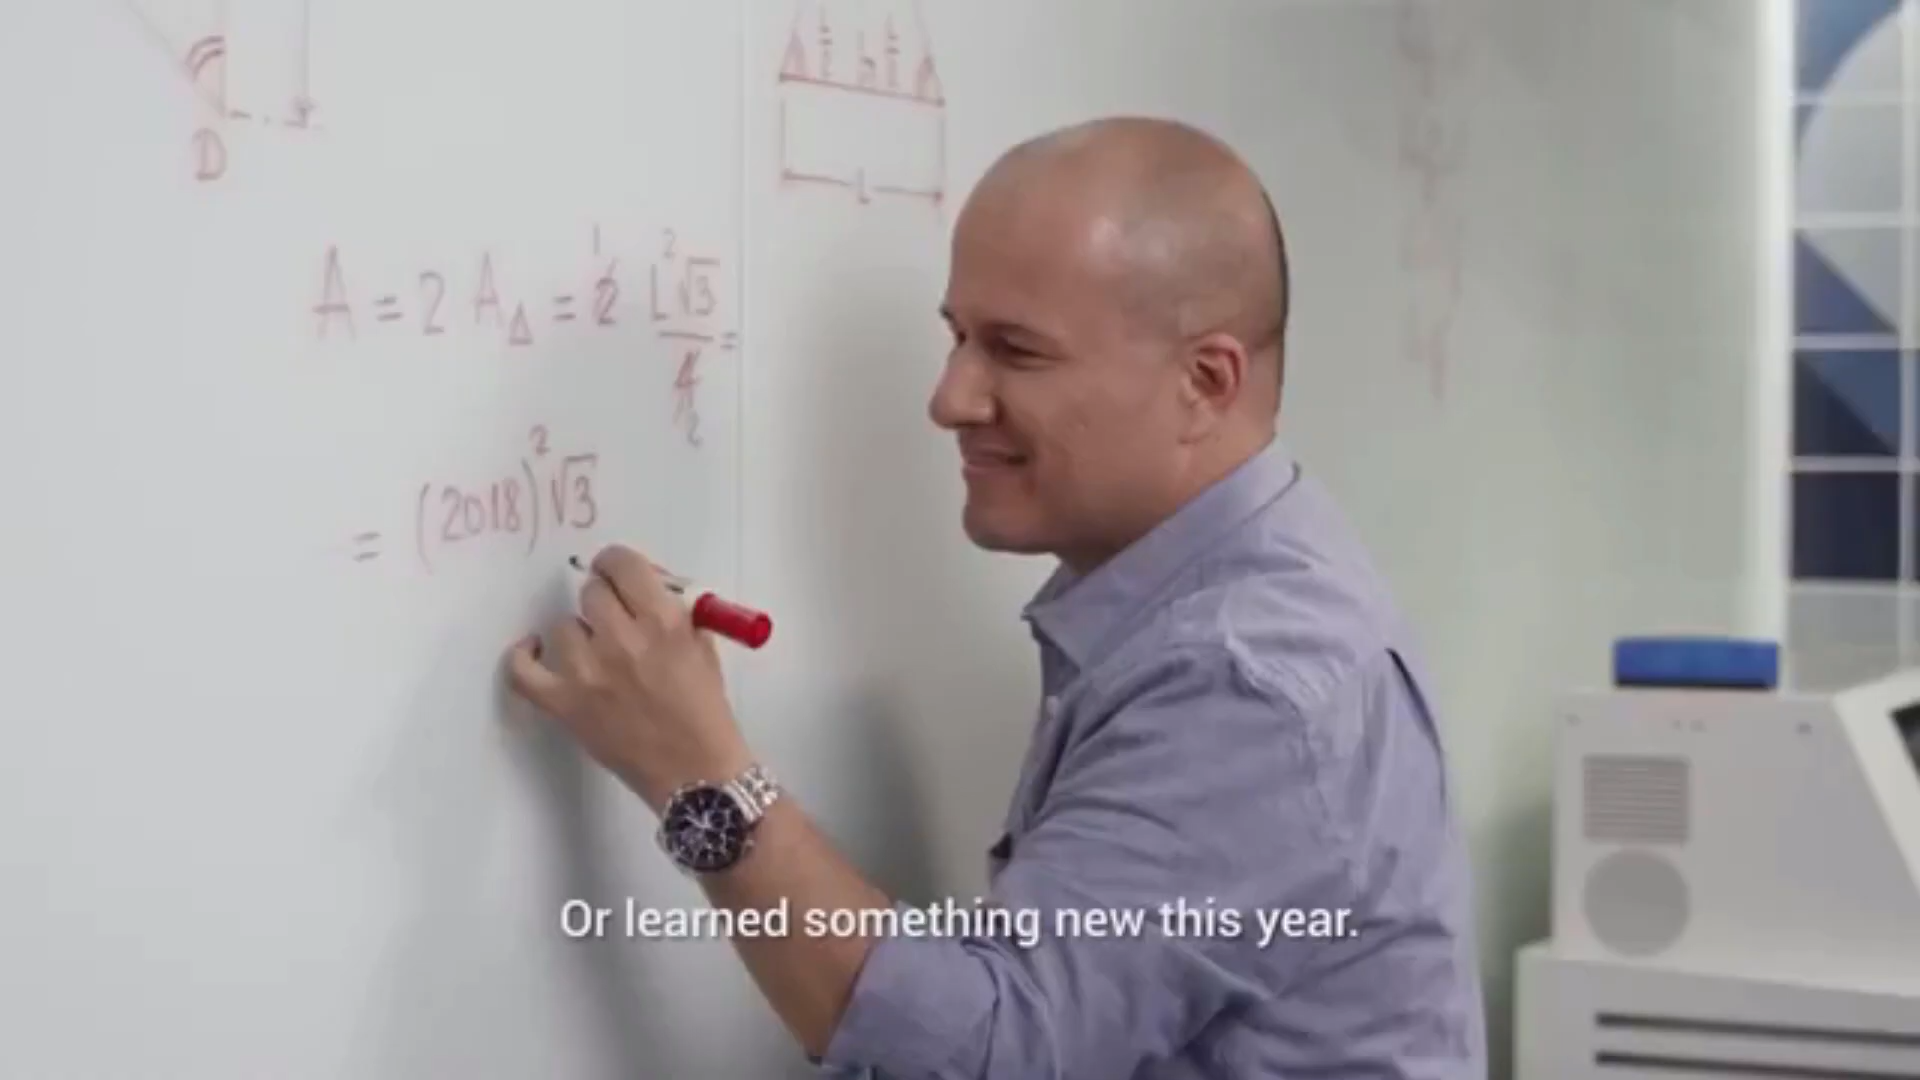 D
L
A = 2 A△ = 2̸ 1 L²√3 / 4̸ 2 =
= (2018)²√3
Or learned something new this year.